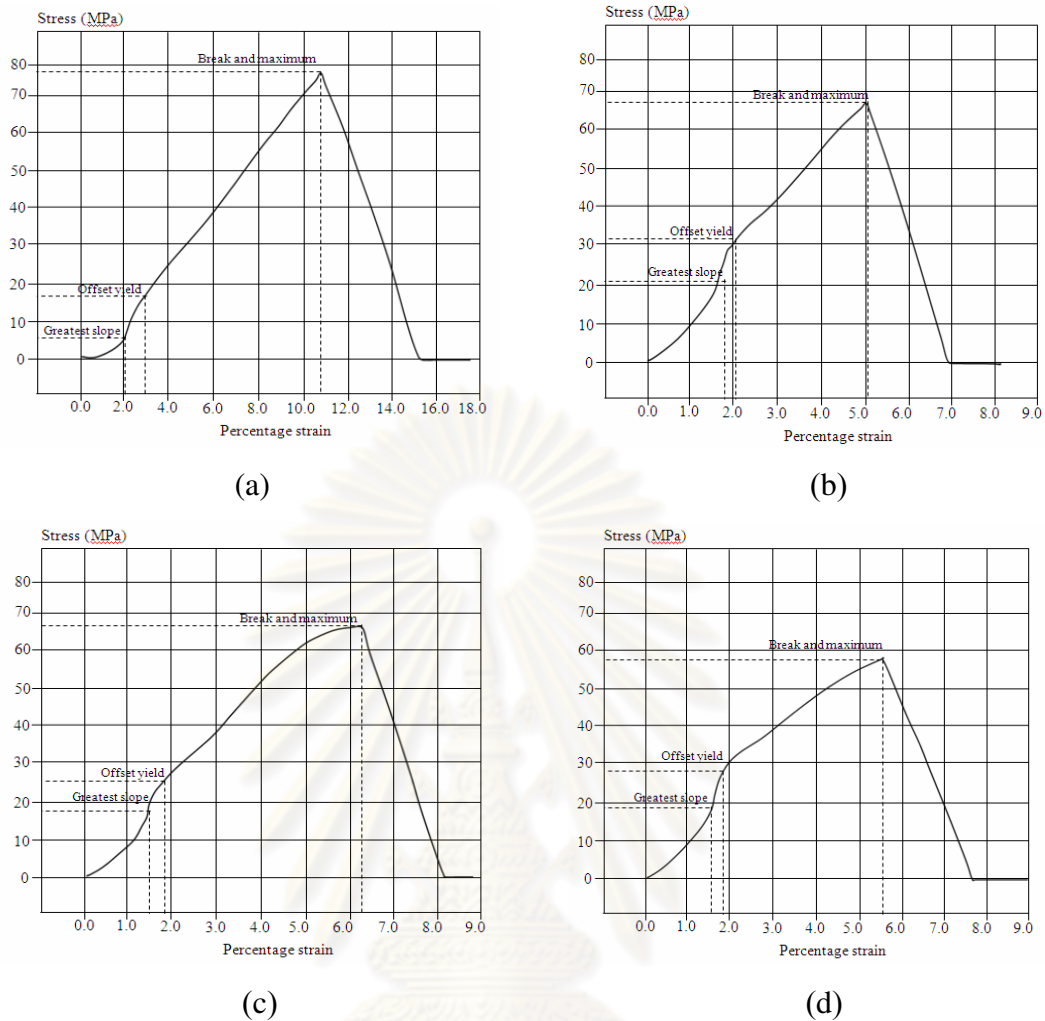 Stress (MPa)
Break and maximum
80
70
60
50
40
30
Offset yield
20
Greatest slope
10
0
0.0 2.0 4.0 6.0 8.0 10.0 12.0 14.0 16.0 18.0
Percentage strain
(a)
Stress (MPa)
80
70
Break and maximum
60
50
40
Offset yield
30
Greatest slope
20
10
0
0.0 1.0 2.0 3.0 4.0 5.0 6.0 7.0 8.0 9.0
Percentage strain
(b)
Stress (MPa)
80
70
Break and maximum
60
50
40
30
Offset yield
Greatest slope
20
10
0
0.0 1.0 2.0 3.0 4.0 5.0 6.0 7.0 8.0 9.0
Percentage strain
(c)
Stress (MPa)
80
70
Break and maximum
60
50
40
30
Offset yield
Greatest slope
20
10
0
0.0 1.0 2.0 3.0 4.0 5.0 6.0 7.0 8.0 9.0
Percentage strain
(d)